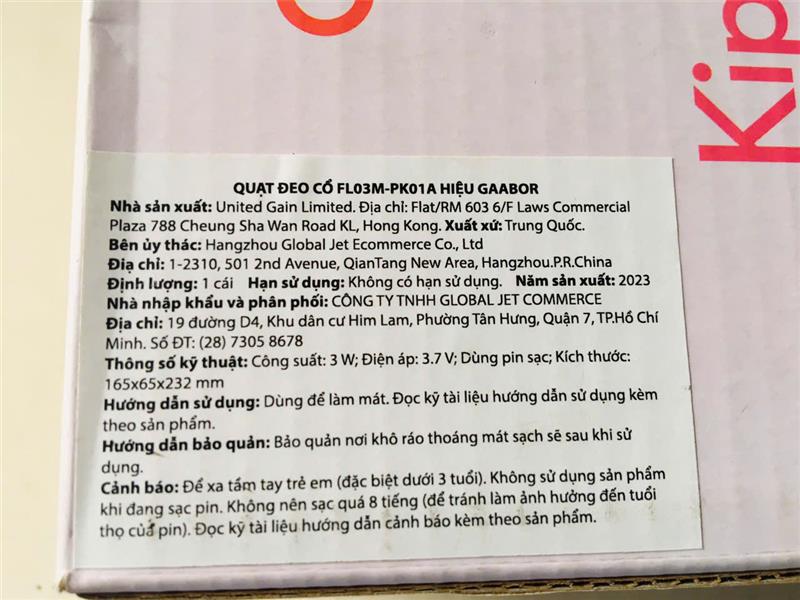 Kip
QUẠT ĐEO CỔ FL03M-PK01A HIỆU GAABOR
Nhà sản xuất: United Gain Limited. Địa chỉ: Flat/RM 603 6/F Laws Commercial
Plaza 788 Cheung Sha Wan Road KL, Hong Kong. Xuất xứ: Trung Quốc.
Bên ủy thác: Hangzhou Global Jet Ecommerce Co., Ltd
Địa chỉ: 1-2310, 501 2nd Avenue, QianTang New Area, Hangzhou.P.R.China
Định lượng: 1 cái Hạn sử dụng: Không có hạn sử dụng. Năm sản xuất: 2023
Nhà nhập khẩu và phân phối: CÔNG TY TNHH GLOBAL JET COMMERCE
Địa chỉ: 19 đường D4, Khu dân cư Him Lam, Phường Tân Hưng, Quận 7, TP.Hồ Chí
Minh. Số ĐT: (28) 7305 8678
Thông số kỹ thuật: Công suất: 3 W; Điện áp: 3.7 V; Dùng pin sạc; Kích thước:
165x65x232 mm
Hướng dẫn sử dụng: Dùng để làm mát. Đọc kỹ tài liệu hướng dẫn sử dụng kèm
theo sản phẩm.
Hướng dẫn bảo quản: Bảo quản nơi khô ráo thoáng mát sạch sẽ sau khi sử
dụng.
Cảnh báo: Để xa tầm tay trẻ em (đặc biệt dưới 3 tuổi). Không sử dụng sản phẩm
khi đang sạc pin. Không nên sạc quá 8 tiếng (để tránh làm ảnh hưởng đến tuổi
thọ của pin). Đọc kỹ tài liệu hướng dẫn cảnh báo kèm theo sản phẩm.